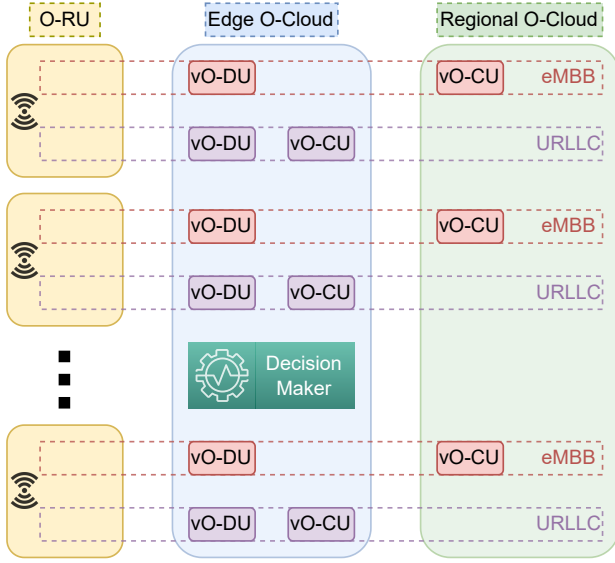 O-RU
Edge O-Cloud
Regional O-Cloud
vO-DU
vO-CU
eMBB
vO-DU
vO-CU
URLLC
vO-DU
vO-CU
eMBB
vO-DU
vO-CU
URLLC
Decision
Maker
vO-DU
vO-CU
eMBB
vO-DU
vO-CU
URLLC